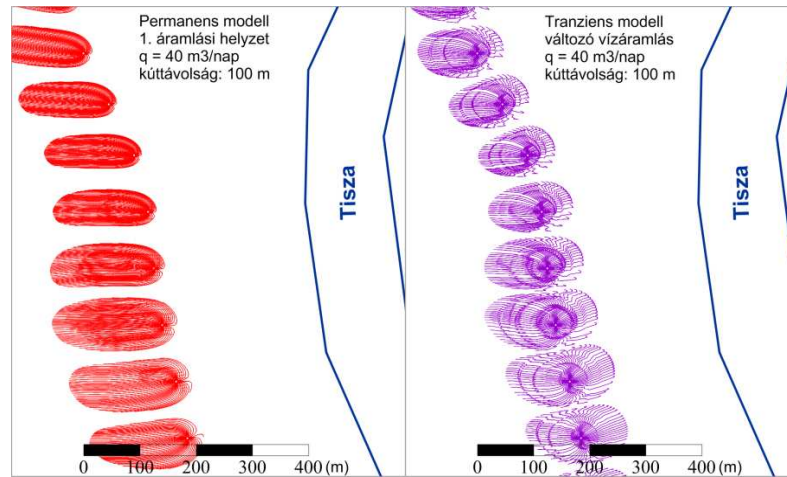 Permanens modell
1. áramlási helyzet
q = 40 m3/nap
kúttávolság: 100 m
Tisza
0 100 200 300 400 (m)
Tranziens modell
változó vízáramlás
q = 40 m3/nap
kúttávolság: 100 m
Tisza
0 100 200 300 400 (m)